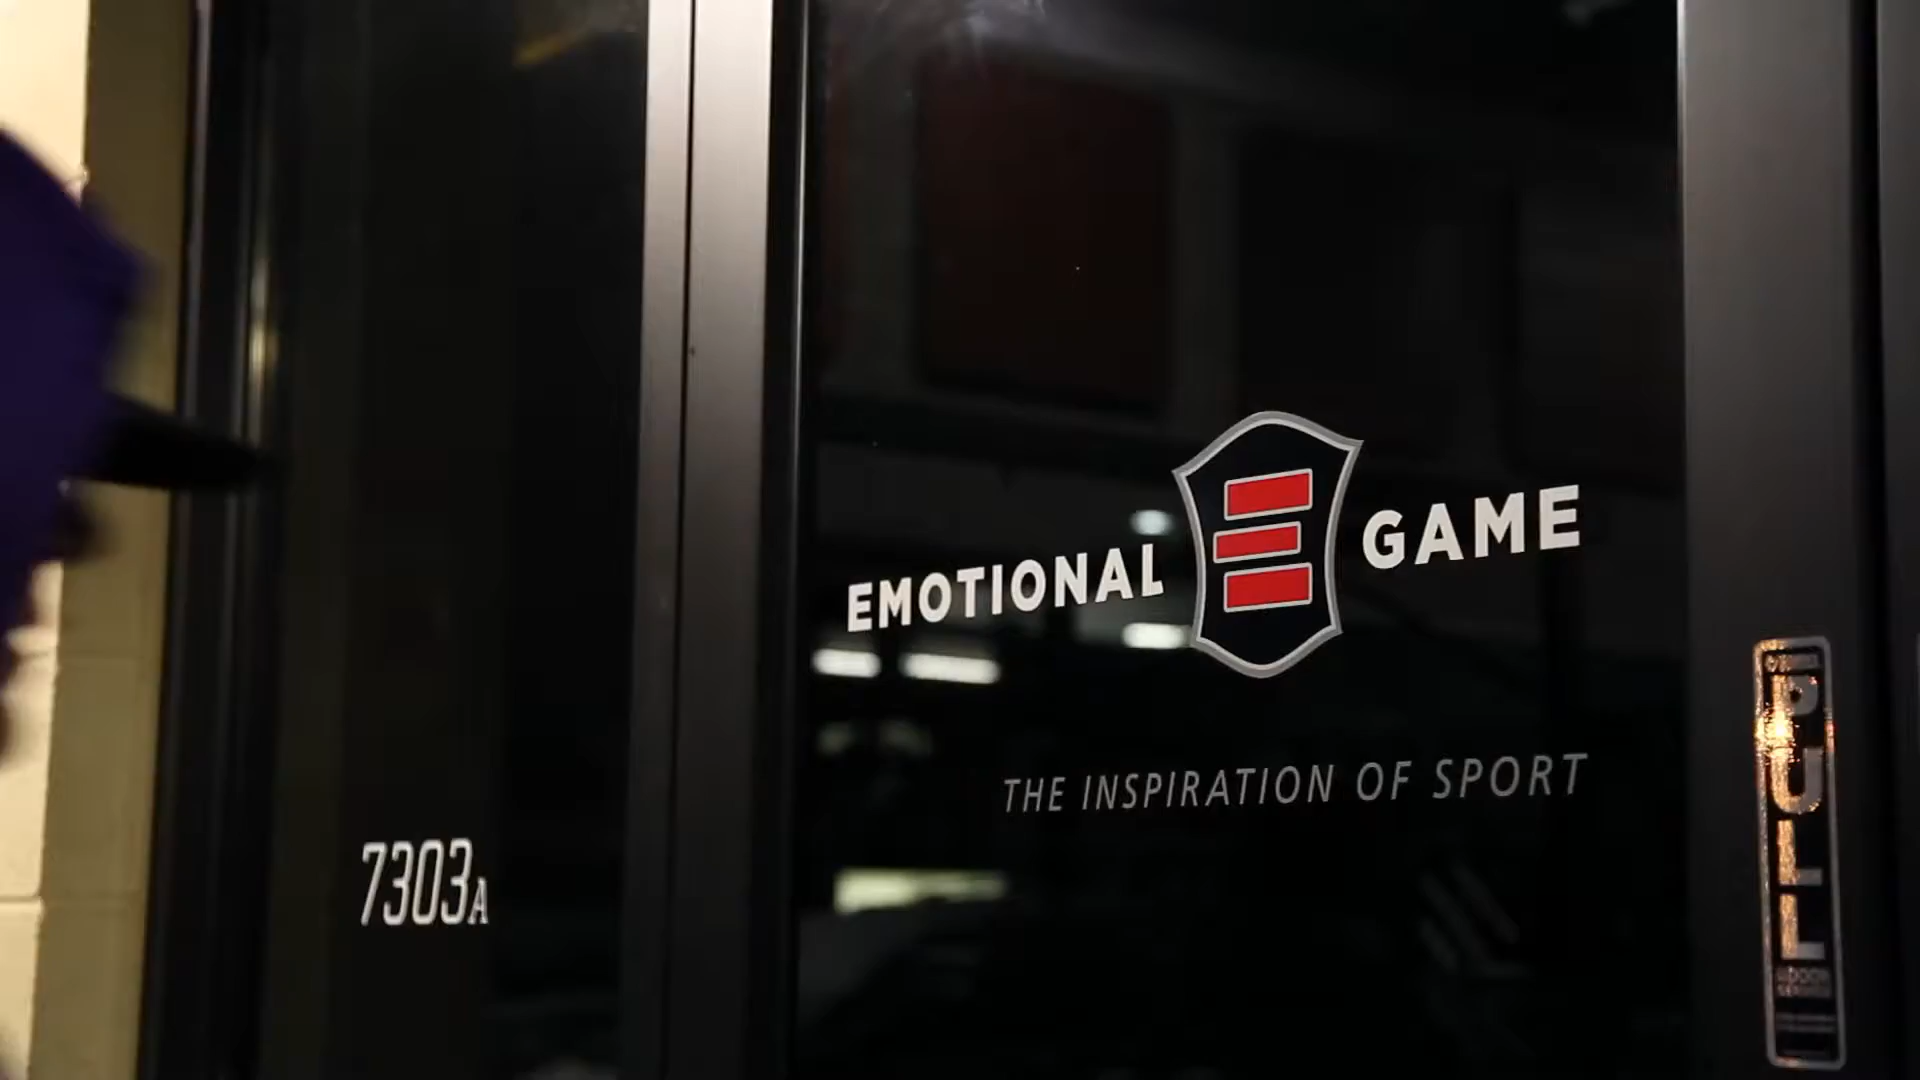 EMOTIONAL GAME
THE INSPIRATION OF SPORT
7303A
PULL